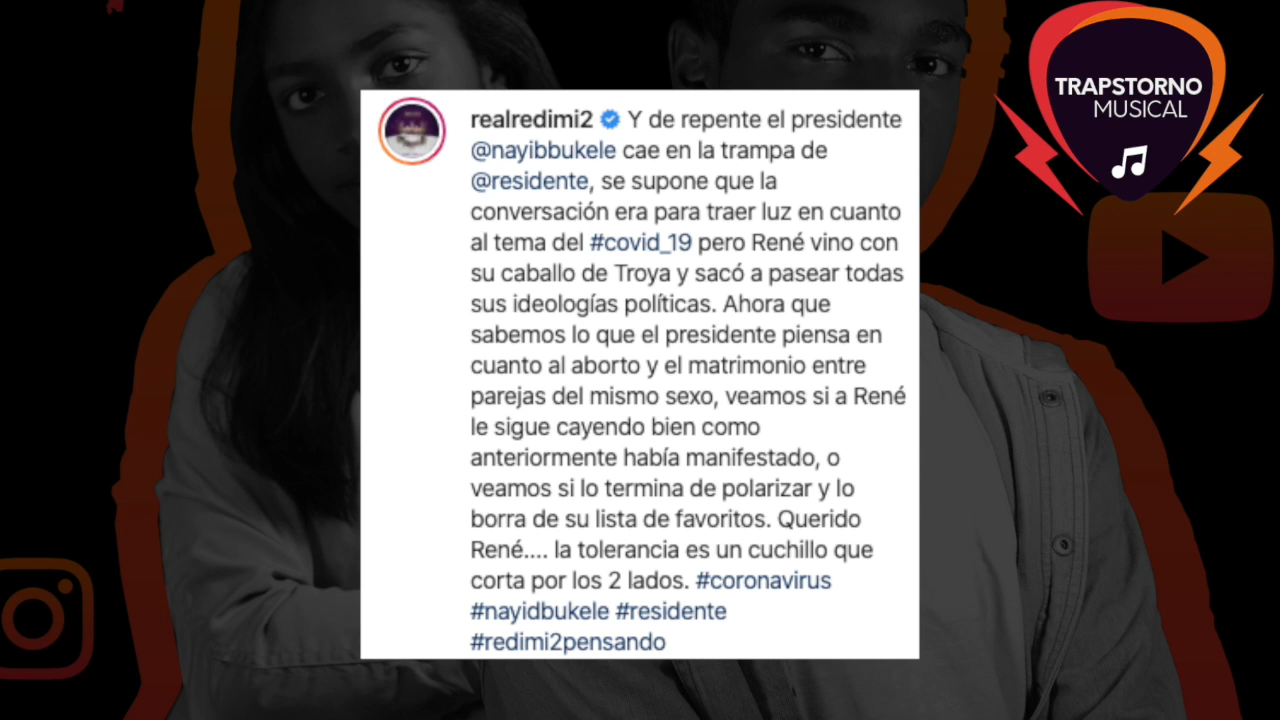 TRAPSTORNO
MUSICAL
realredimi2 Y de repente el presidente
@nayibbukele cae en la trampa de
@residente, se supone que la
conversación era para traer luz en cuanto
al tema del #covid_19 pero René vino con
su caballo de Troya y sacó a pasear todas
sus ideologías políticas. Ahora que
sabemos lo que el presidente piensa en
cuanto al aborto y el matrimonio entre
parejas del mismo sexo, veamos si a René
le sigue cayendo bien como
anteriormente había manifestado, o
veamos si lo termina de polarizar y lo
borra de su lista de favoritos. Querido
René.... la tolerancia es un cuchillo que
corta por los 2 lados. #coronavirus
#nayidbukele #residente
#redimi2pensando